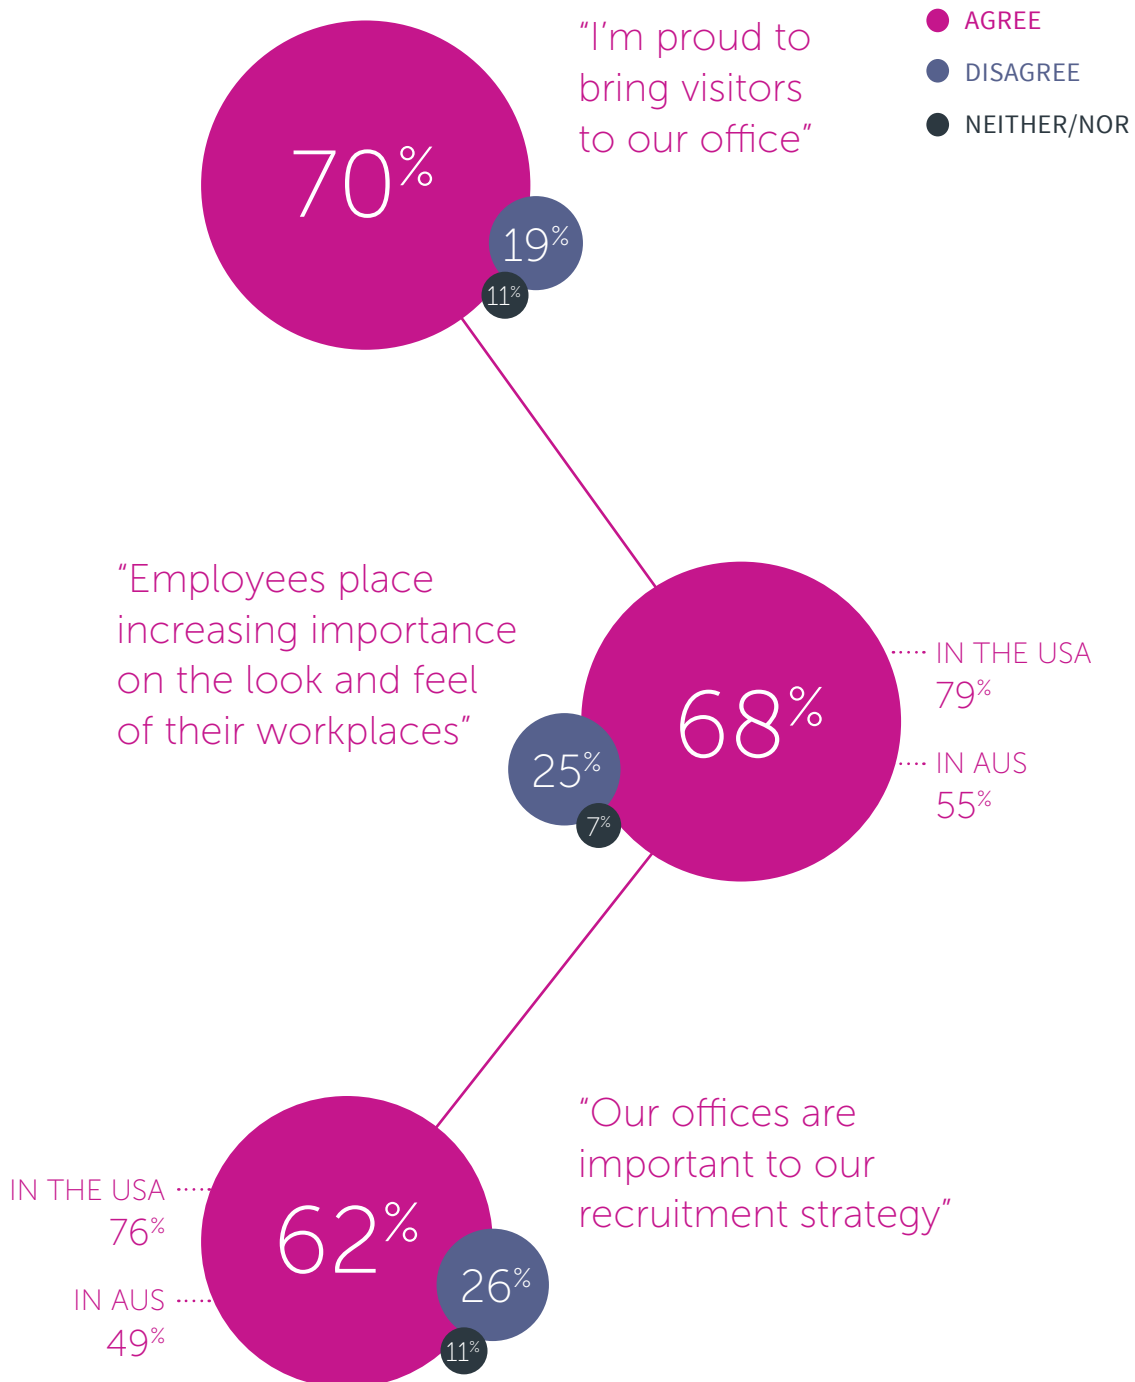 “I'm proud to
bring visitors
to our office”
AGREE
DISAGREE
NEITHER/NOR
70%
19%
11%
“Employees place
increasing importance
on the look and feel
of their workplaces”
68%
25%
7%
IN THE USA
79%
IN AUS
55%
“Our offices are
important to our
recruitment strategy”
IN THE USA
76%
IN AUS
49%
62%
26%
11%